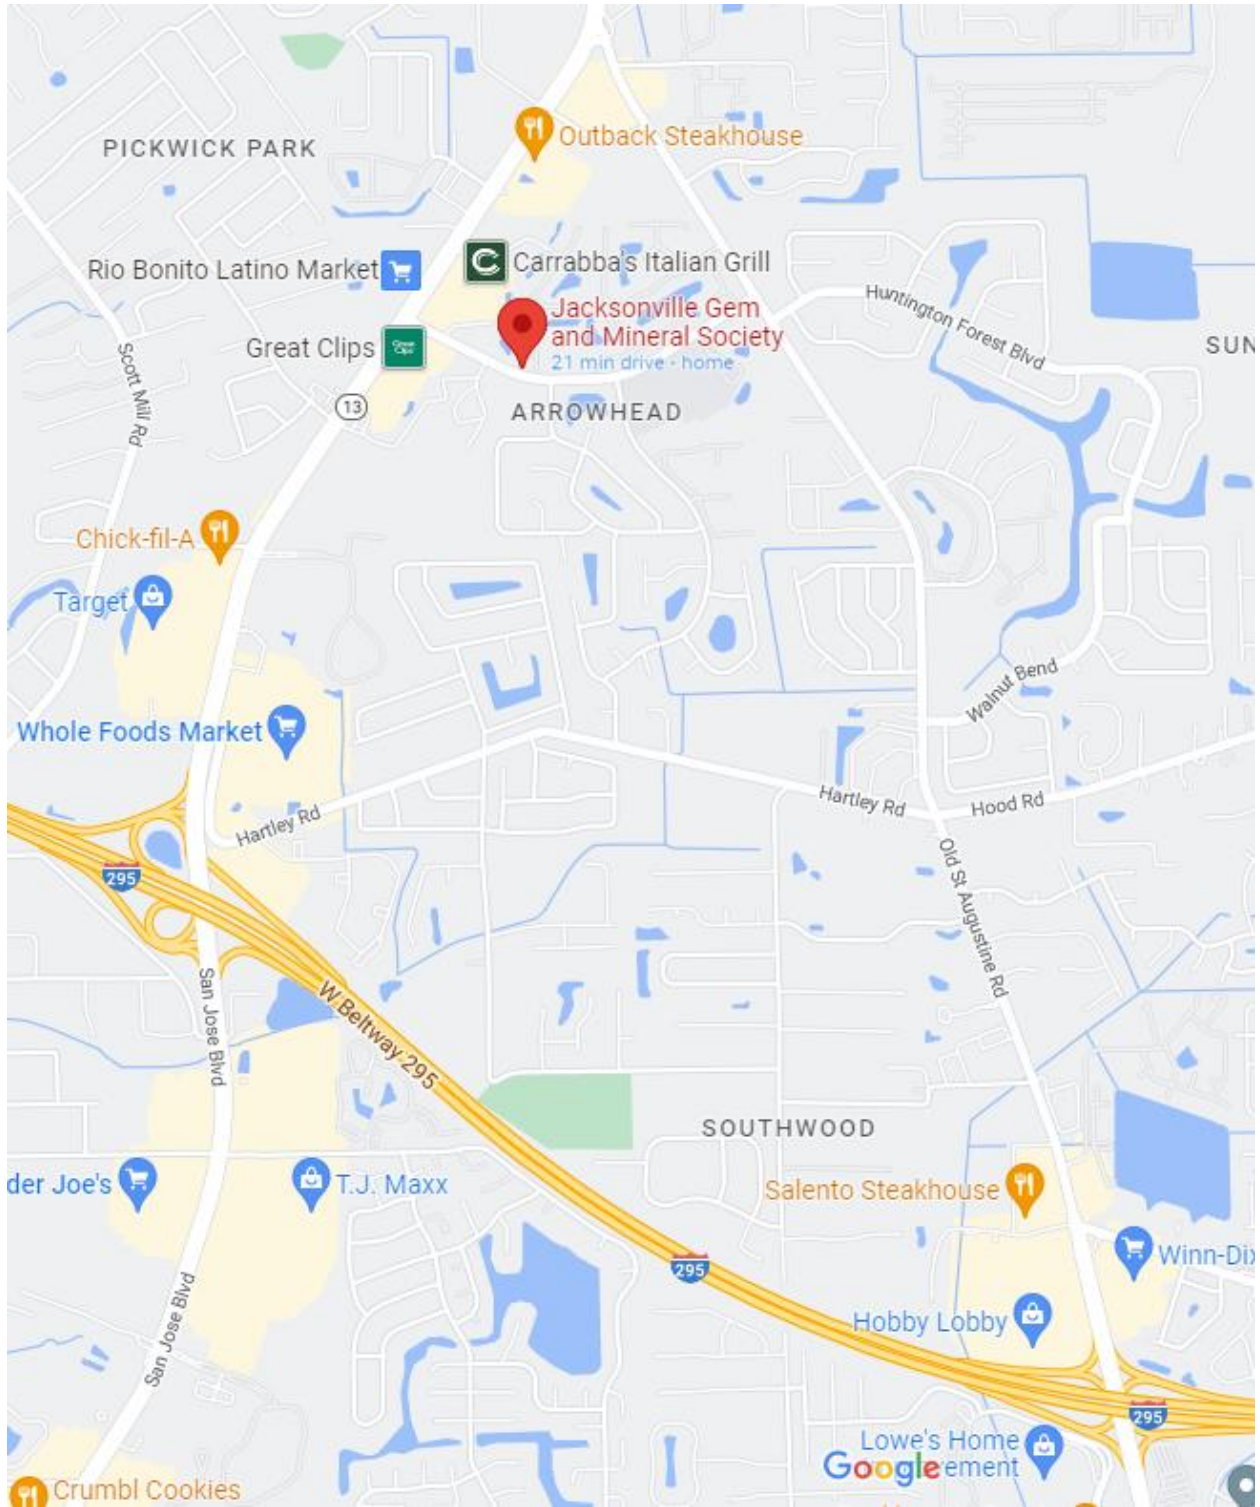 PICKWICK PARK
Outback Steakhouse
Rio Bonito Latino Market
C
Carrabba's Italian Grill
Huntington Forest Blvd
Jacksonville Gem
and Mineral Society
21 min drive - home
Great Clips
SUN
Scott Mill Rd
13
ARROWHEAD
Chick-fil-A
Target
Walnut Bend
Whole Foods Market
Hartley Rd
Hartley Rd
Hood Rd
295
Old St Augustine Rd
San Jose Blvd
W Beltway 295
SOUTHWOOD
der Joe's
T.J. Maxx
Salento Steakhouse
Winn-Dix
295
San Jose Blvd
Hobby Lobby
295
Lowe's Home
Google
ement
Crumbl Cookies